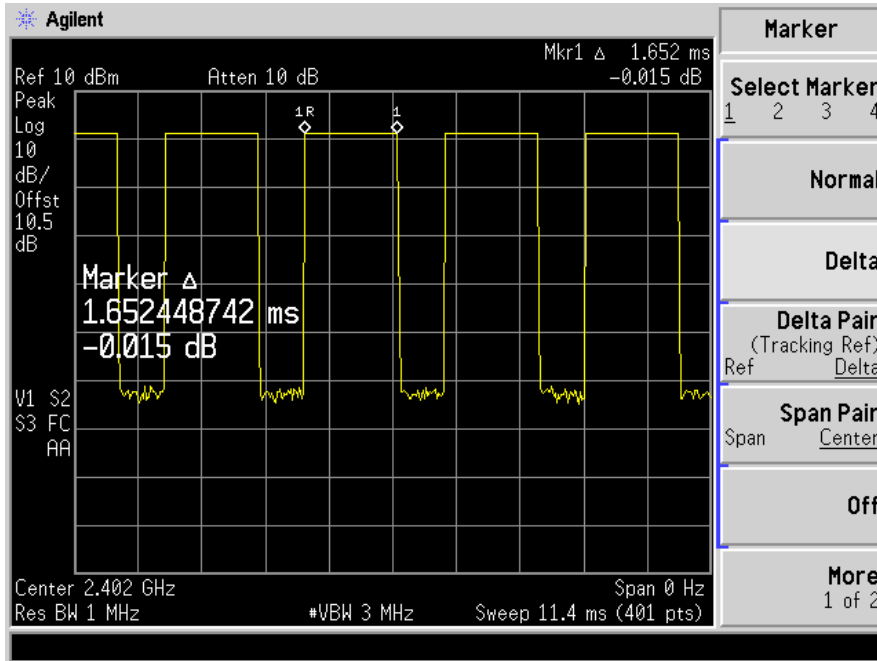 Agilent
Marker
Mkr1 Δ 1.652 ms
Ref 10 dBm Atten 10 dB -0.015 dB
Peak
Log
10
dB/
Offst
10.5
dB
1R 1
Marker Δ
1.652448742 ms
-0.015 dB
V1 S2
S3 FC
AA
Center 2.402 GHz Span 0 Hz
Res BW 1 MHz #VBW 3 MHz Sweep 11.4 ms (401 pts)
Select Marker
1 2 3 4
Normal
Delta
Delta Pair
(Tracking Ref)
Ref Delta
Span Pair
Span Center
Off
More
1 of 2